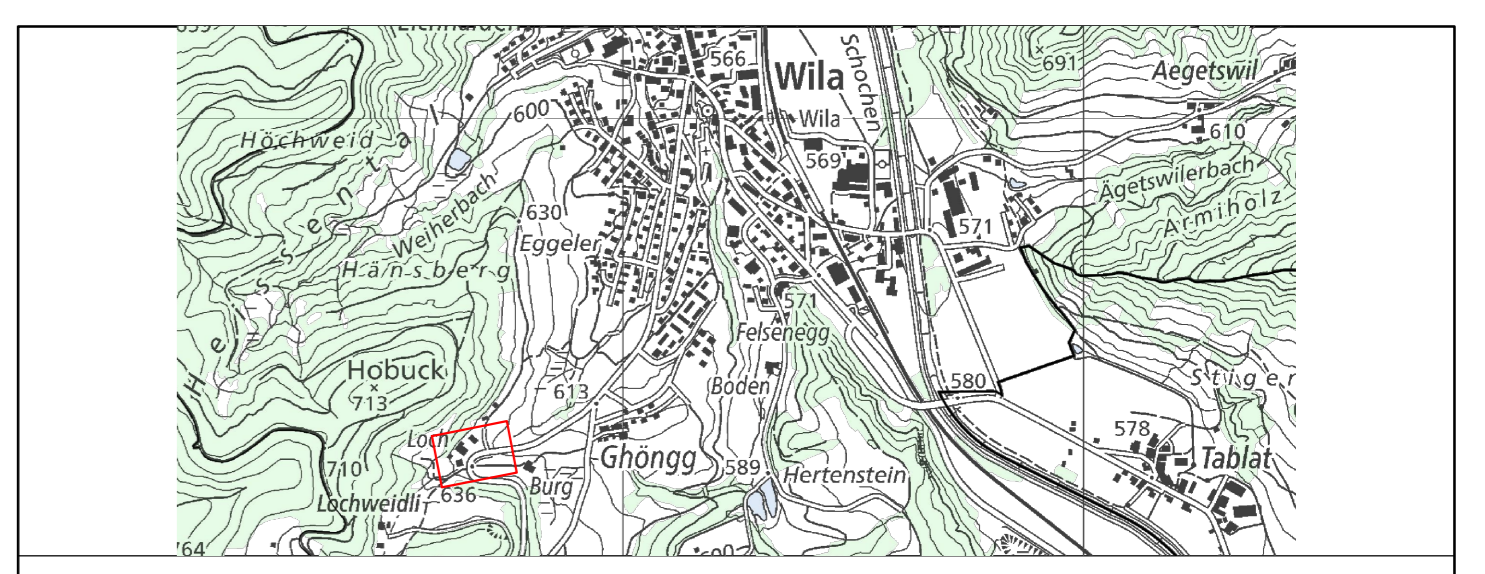 566
Wila
Schochen
691
Aegetswil
600
Wila
Höchweid
569
610
Ägetswilerbach
Armiholz
Weiherbach
630
571
Eggeler
Hänsberg
571
Felsenegg
Hobuck
713
613
Boden
580
578
Loch
710
Ghöngg
589
Hertenstein
Tablat
636
Burg
Lochweidli